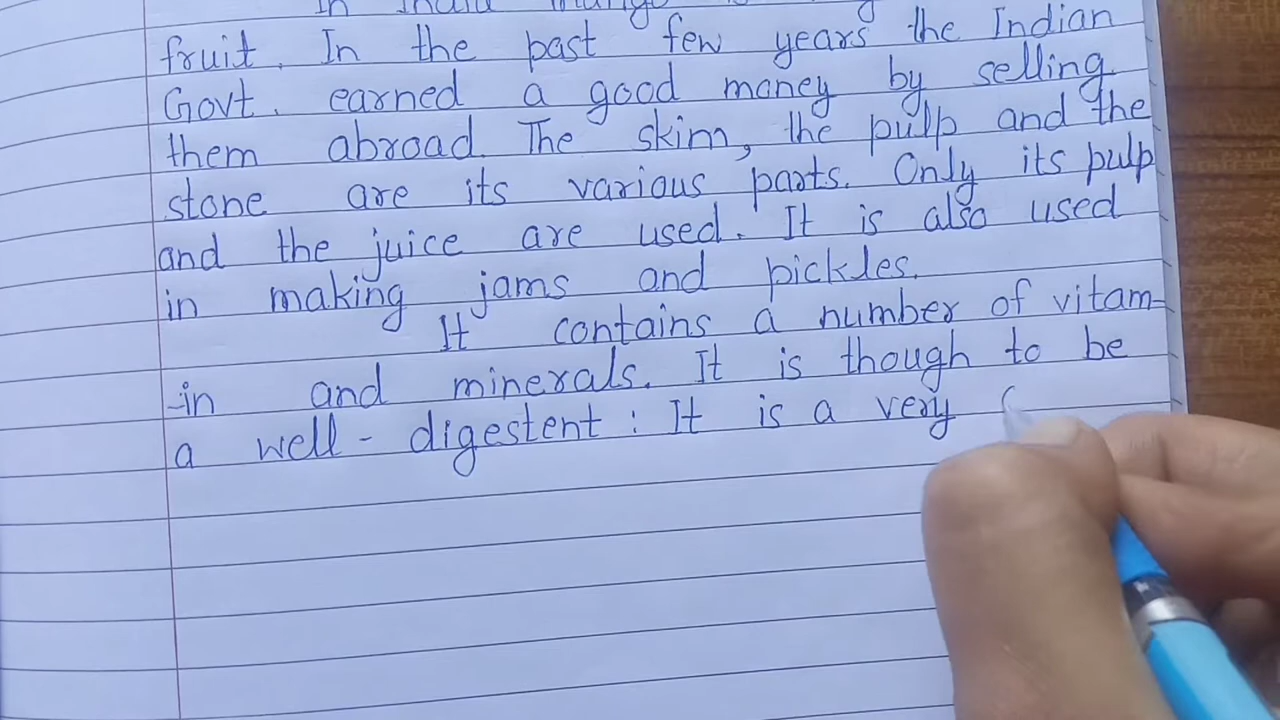 In India
fruit. In the past few years the Indian
Govt. earned a good money by selling
them abroad. The skim, the pulp and the
stone are its various parts. Only its pulp
and the juice are used. It is also used
in making jams and pickles.
It contains a number of vitam-
-in and minerals. It is though to be
a well-digestent: It is a very